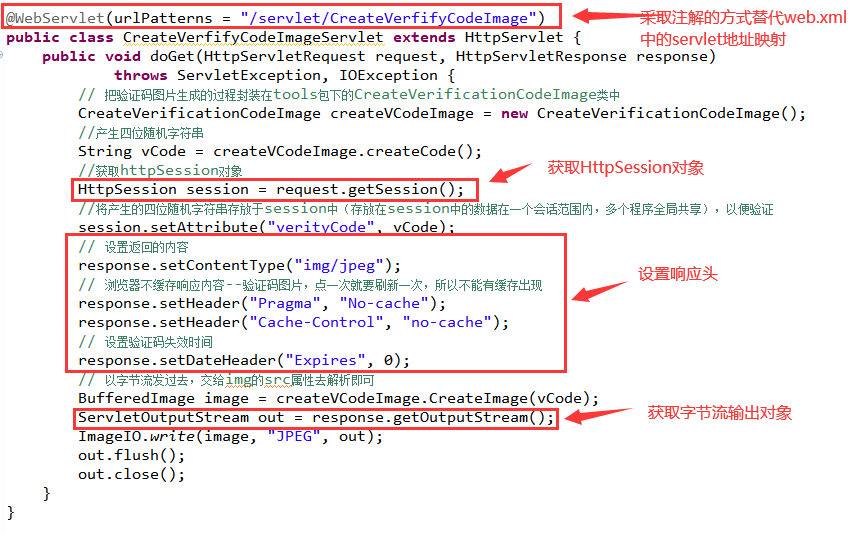 @WebServlet(urlPatterns = "/servlet/CreateVerfifyCodeImage")
采取注解的方式替代web.xml
中的servlet地址映射
public class CreateVerfifyCodeImageServlet extends HttpServlet {
public void doGet(HttpServletRequest request, HttpServletResponse response)
throws ServletException, IOException {
// 把验证码图片生成的过程封装在tools包下的CreateVerificationCodeImage类中
CreateVerificationCodeImage createVCodeImage = new CreateVerificationCodeImage();
//产生四位随机字符串
String vCode = createVCodeImage.createCode();
//获取httpSession对象
获取HttpSession对象
HttpSession session = request.getSession();
//将产生的四位随机字符串存放于session中（存放在session中的数据在一个会话范围内，多个程序全局共享），以便验证
session.setAttribute("verityCode", vCode);
// 设置返回的内容
response.setContentType("img/jpeg");
设置响应头
// 浏览器不缓存响应内容--验证码图片，点一次就要刷新一次，所以不能有缓存出现
response.setHeader("Pragma", "No-cache");
response.setHeader("Cache-Control", "no-cache");
// 设置验证码失效时间
response.setDateHeader("Expires", 0);
// 以字节流发过去，交给img的src属性去解析即可
BufferedImage image = createVCodeImage.CreateImage(vCode);
ServletOutputStream out = response.getOutputStream();
获取字节流输出对象
ImageIO.write(image, "JPEG", out);
out.flush();
out.close();
}
}